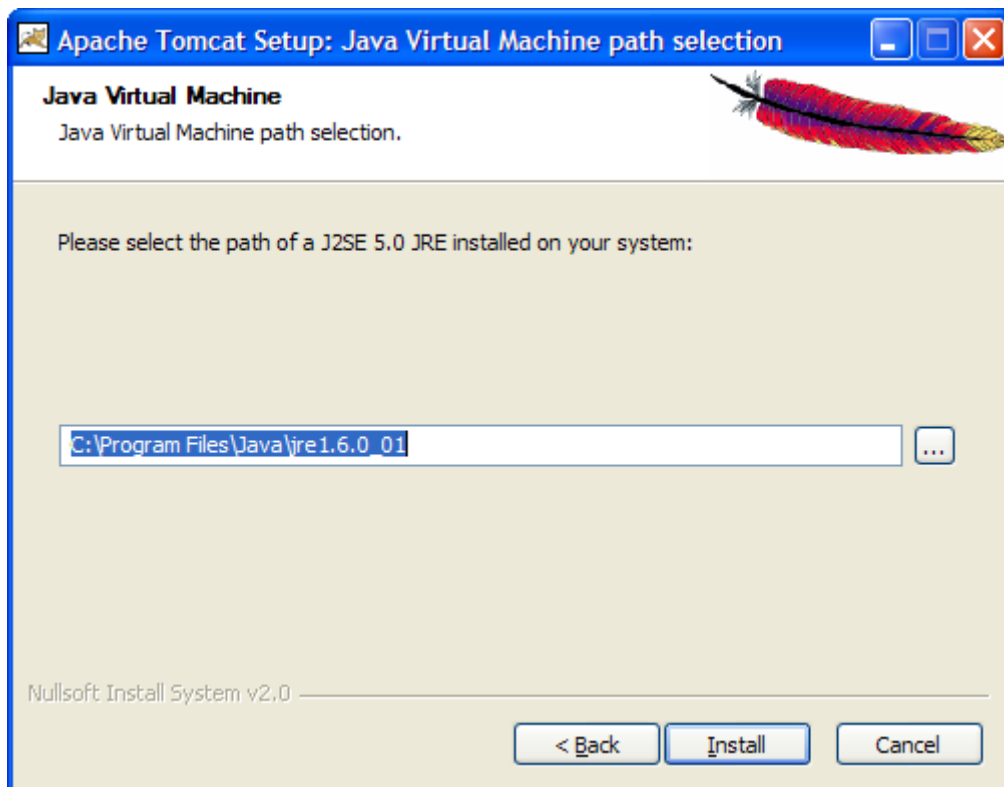 Apache Tomcat Setup: Java Virtual Machine path selection
Java Virtual Machine
Java Virtual Machine path selection.
Please select the path of a J2SE 5.0 JRE installed on your system:
C:\Program Files\Java\jre1.6.0_01
...
Nullsoft Install System v2.0
< Back
Install
Cancel